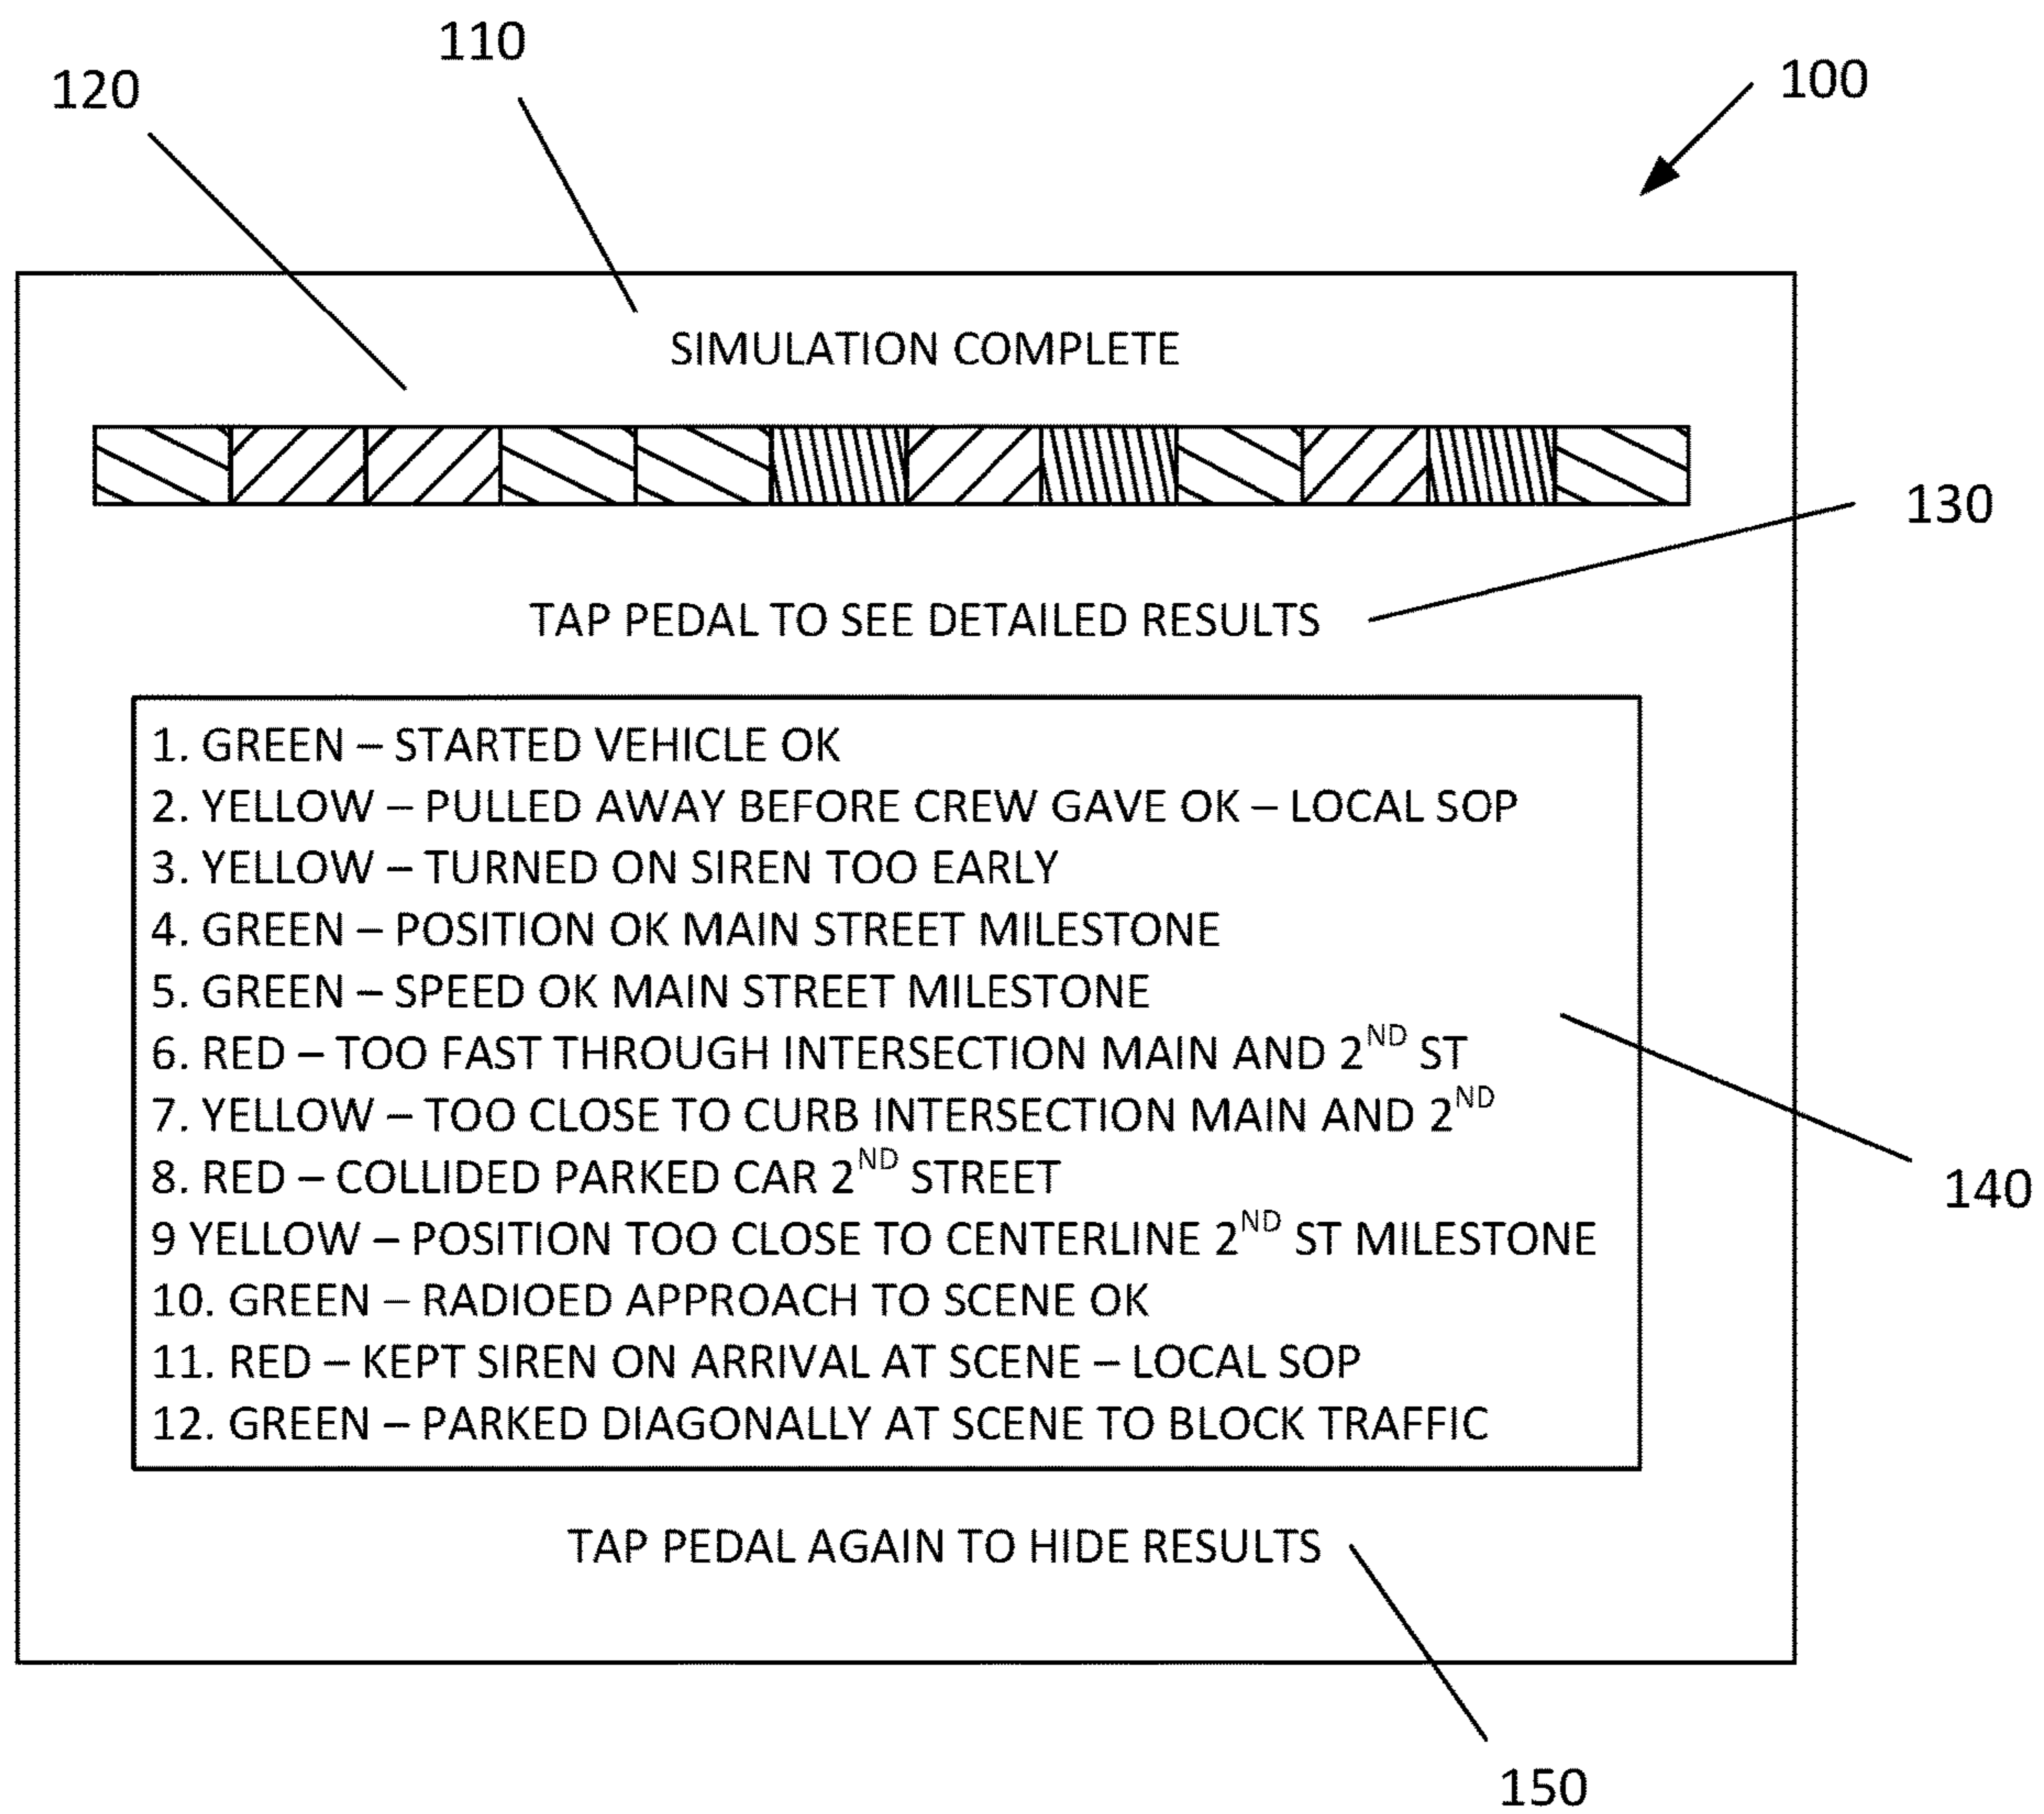 110
120
100
SIMULATION COMPLETE
130
TAP PEDAL TO SEE DETAILED RESULTS
1. GREEN – STARTED VEHICLE OK
2. YELLOW – PULLED AWAY BEFORE CREW GAVE OK – LOCAL SOP
3. YELLOW – TURNED ON SIREN TOO EARLY
4. GREEN – POSITION OK MAIN STREET MILESTONE
5. GREEN – SPEED OK MAIN STREET MILESTONE
6. RED – TOO FAST THROUGH INTERSECTION MAIN AND 2ND ST
7. YELLOW – TOO CLOSE TO CURB INTERSECTION MAIN AND 2ND
8. RED – COLLIDED PARKED CAR 2ND STREET
140
9 YELLOW – POSITION TOO CLOSE TO CENTERLINE 2ND ST MILESTONE
10. GREEN – RADIOED APPROACH TO SCENE OK
11. RED – KEPT SIREN ON ARRIVAL AT SCENE – LOCAL SOP
12. GREEN – PARKED DIAGONALLY AT SCENE TO BLOCK TRAFFIC
TAP PEDAL AGAIN TO HIDE RESULTS
150